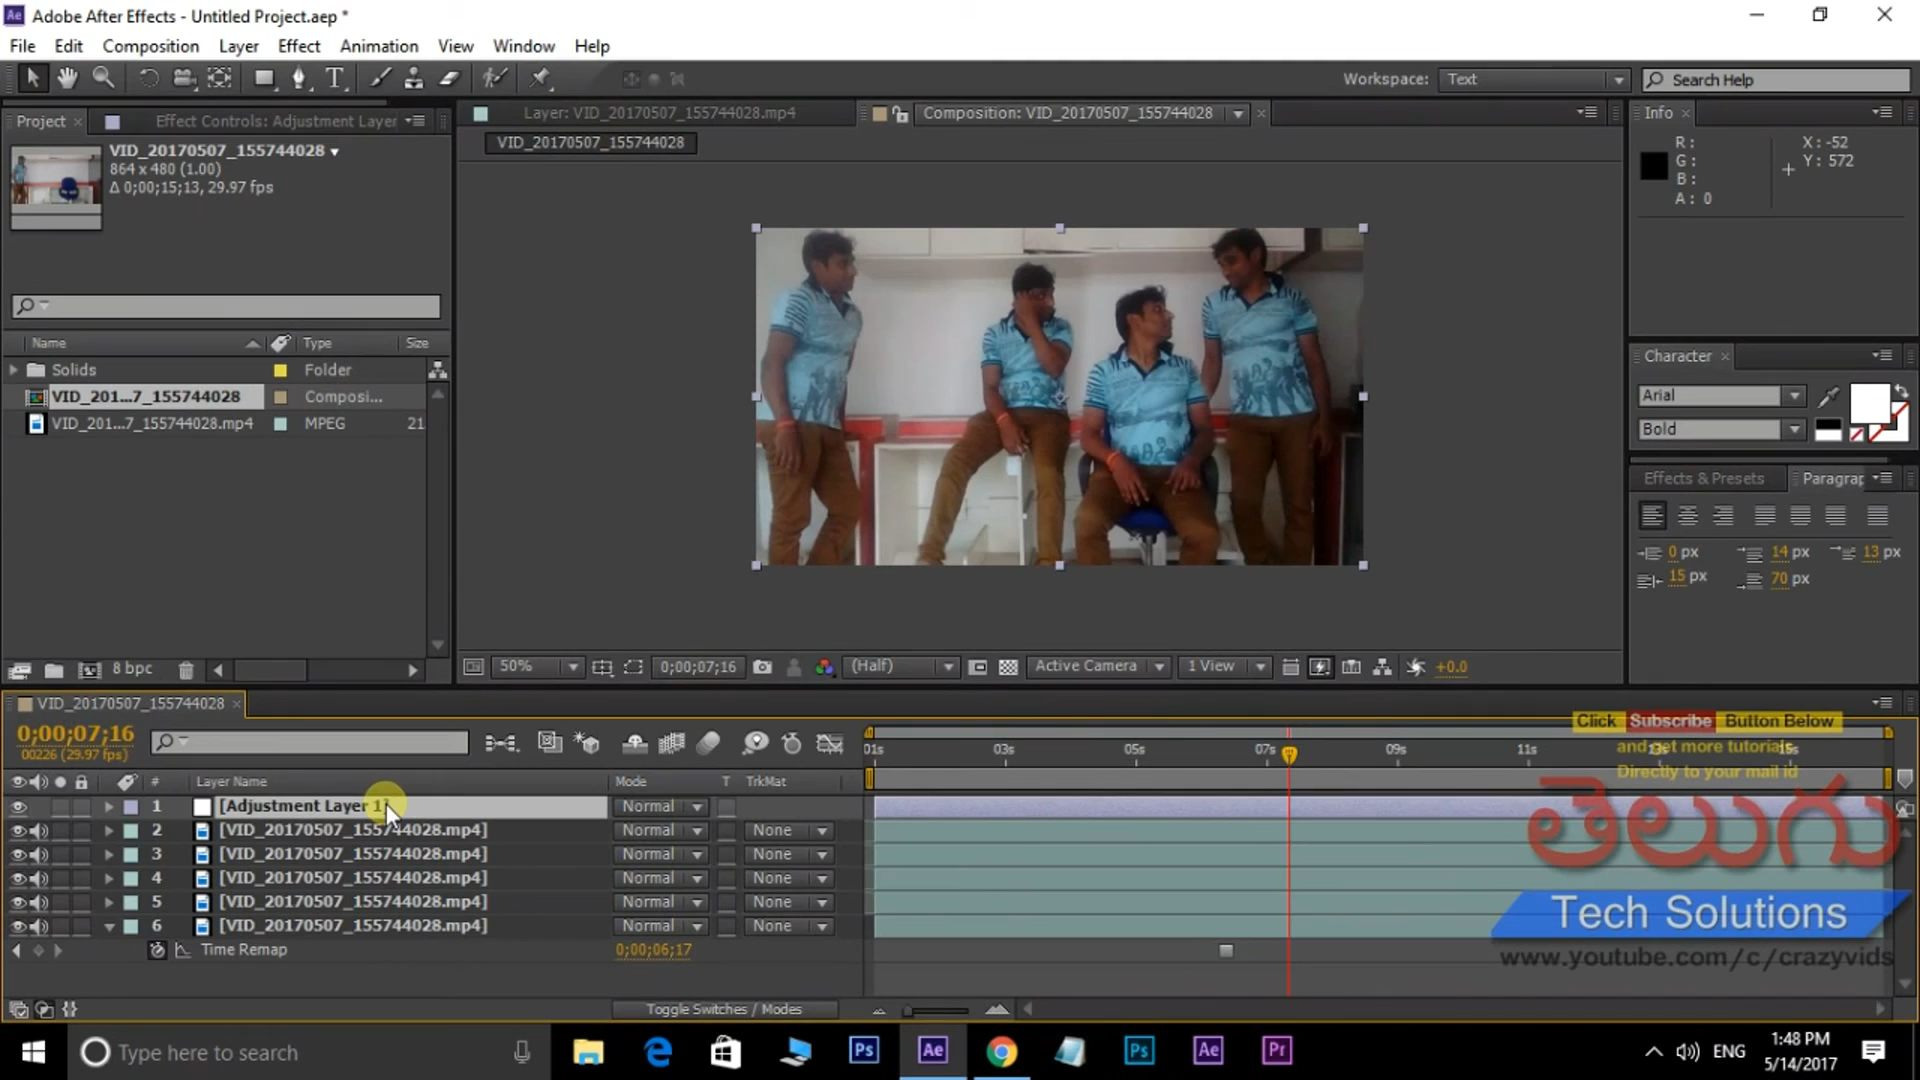 Adobe After Effects - Untitled Project.aep *
File Edit Composition Layer Effect Animation View Window Help
Workspace: Text Search Help
Project Effect Controls: Adjustment Layer
Layer: VID_20170507_155744028.mp4
Composition: VID_20170507_155744028
Info
VID_20170507_155744028
VID_20170507_155744028
864 x 480 (1.00)
Δ 0;00;15;13, 29.97 fps
R:
G:
B:
A: 0
X: -52
Y: 572
Name Type Size
Solids Folder
VID_201...7_155744028 Composi...
VID_201...7_155744028.mp4 MPEG 21
Character
Arial
Bold
Effects & Presets Paragrap
0 px 14 px 13 px
15 px 70 px
8 bpc
50% 0;00;07;16 (Half) Active Camera 1 View +0.0
VID_20170507_155744028
0;00;07;16
00226 (29.97 fps)
01s 03s 05s 07s 09s 11s 13s 15s
Click Subscribe Button Below
and get more tutorials
Directly to your mail id
# Layer Name Mode T TrkMat
1 [Adjustment Layer 1] Normal
2 [VID_20170507_155744028.mp4] Normal None
3 [VID_20170507_155744028.mp4] Normal None
4 [VID_20170507_155744028.mp4] Normal None
5 [VID_20170507_155744028.mp4] Normal None
6 [VID_20170507_155744028.mp4] Normal None
Time Remap 0;00;06;17
తెలుగు
Tech Solutions
www.youtube.com/c/crazyvids
Toggle Switches / Modes
Type here to search
Ps Ae Ps Ae Pr
ENG
1:48 PM
5/14/2017